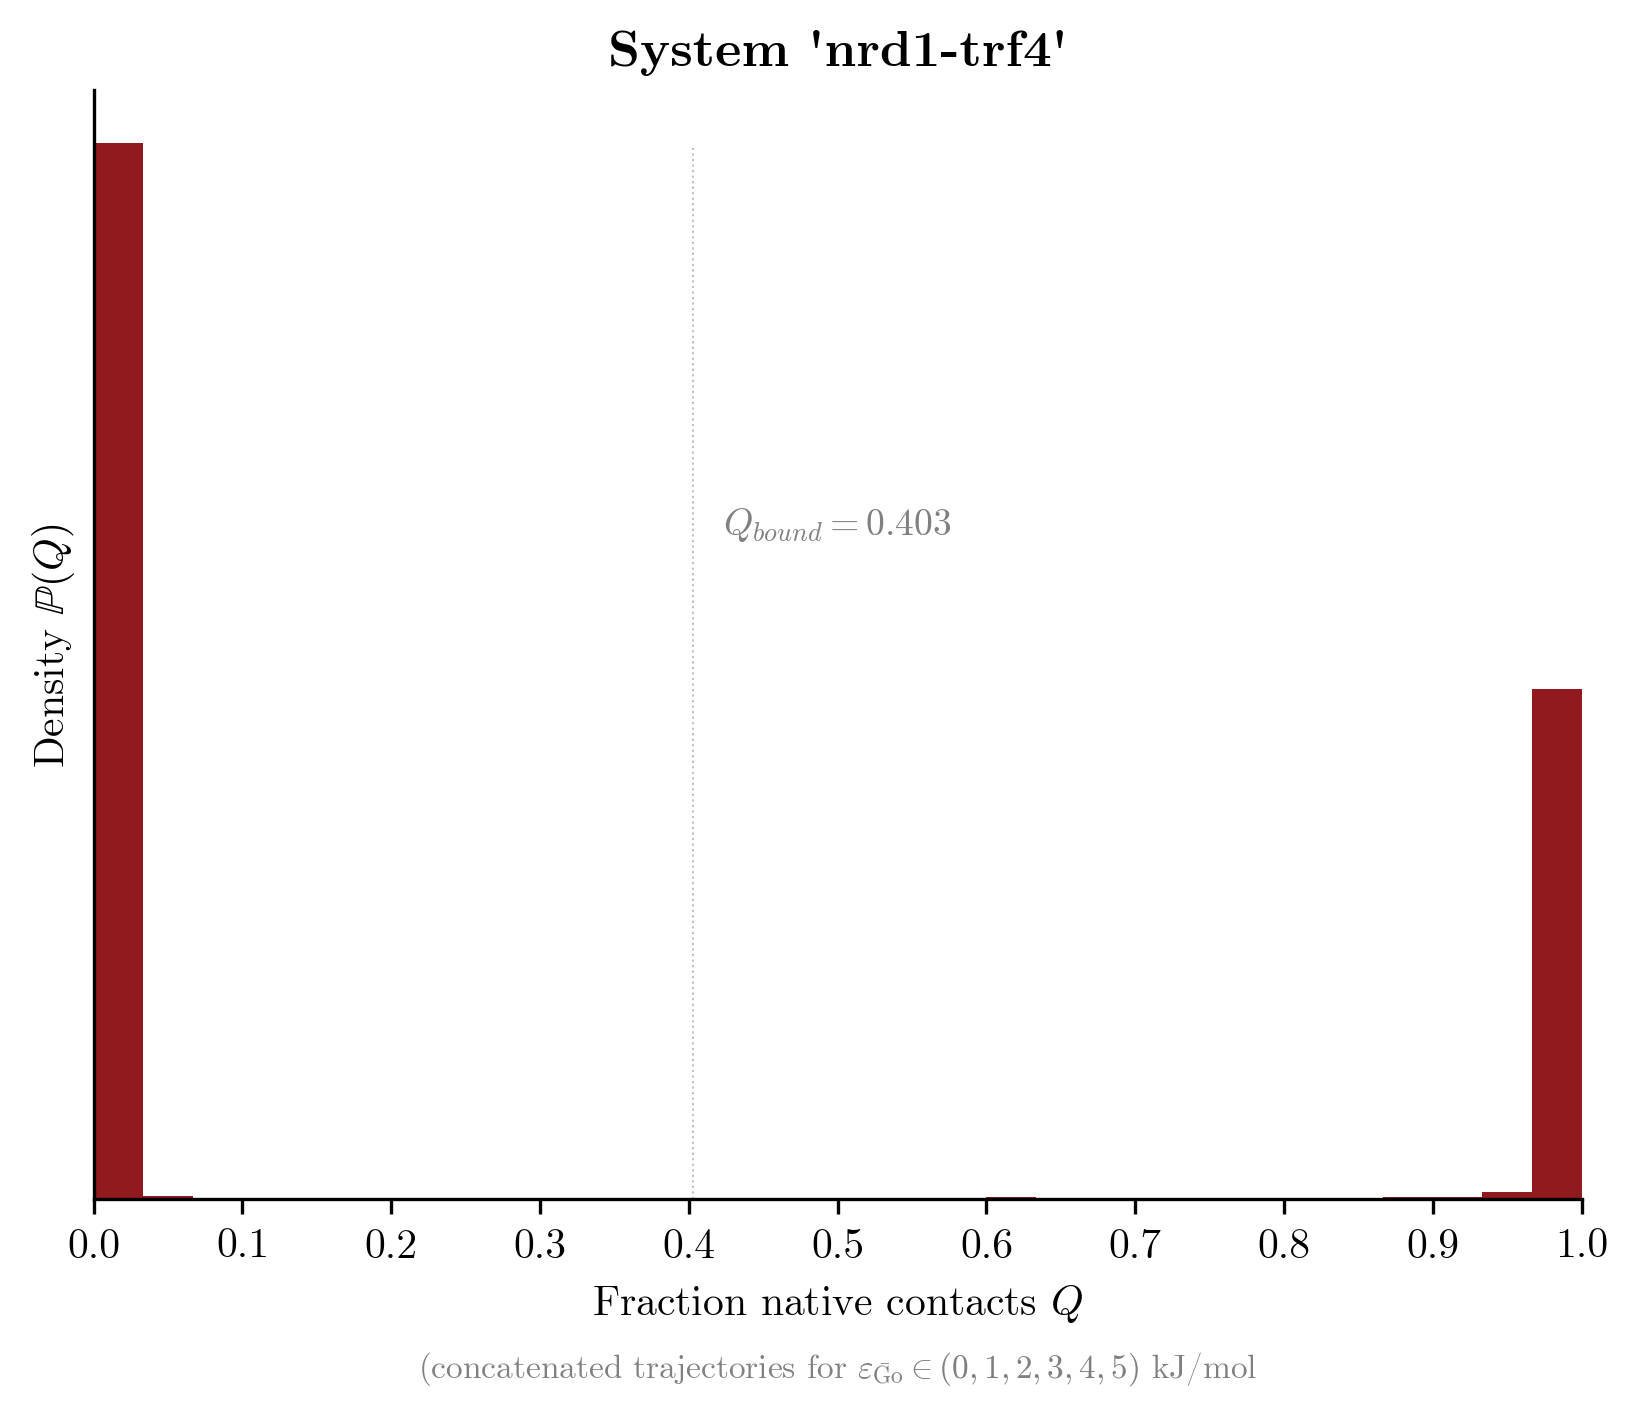 System 'nrd1-trf4'
Density ℙ(Q)
Q_bound = 0.403
0.0 0.1 0.2 0.3 0.4 0.5 0.6 0.7 0.8 0.9 1.0
Fraction native contacts Q
(concatenated trajectories for ε_Ḡo ∈ (0, 1, 2, 3, 4, 5) kJ/mol